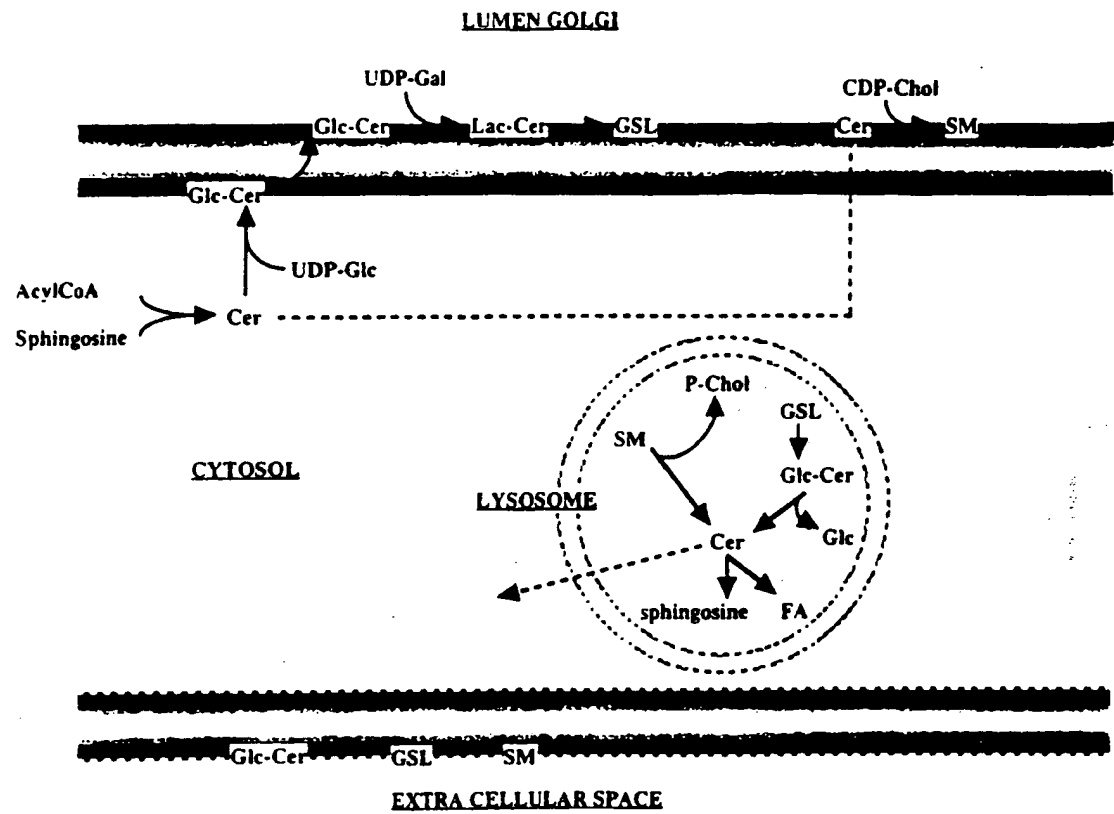 LUMEN GOLGI
UDP-Gal
CDP-Chol
Glc-Cer
Lac-Cer
GSL
Cer
SM
Glc-Cer
UDP-Glc
AcylCoA
Sphingosine
Cer
P-Chol
GSL
SM
Glc-Cer
CYTOSOL
LYSOSOME
Glc
Cer
sphingosine
FA
Glc-Cer
GSL
SM
EXTRA CELLULAR SPACE